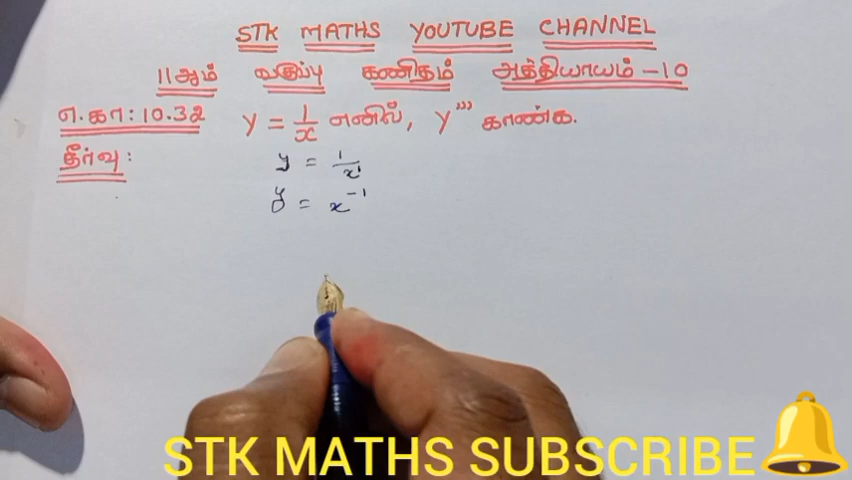 STK MATHS YOUTUBE CHANNEL
11ஆம் வகுப்பு கணிதம் அத்தியாயம் - 10
எ.கா : 10.32 y = 1/x எனில், y''' காண்க.
தீர்வு :
y = 1/x¹
y = x⁻¹
STK MATHS SUBSCRIBE